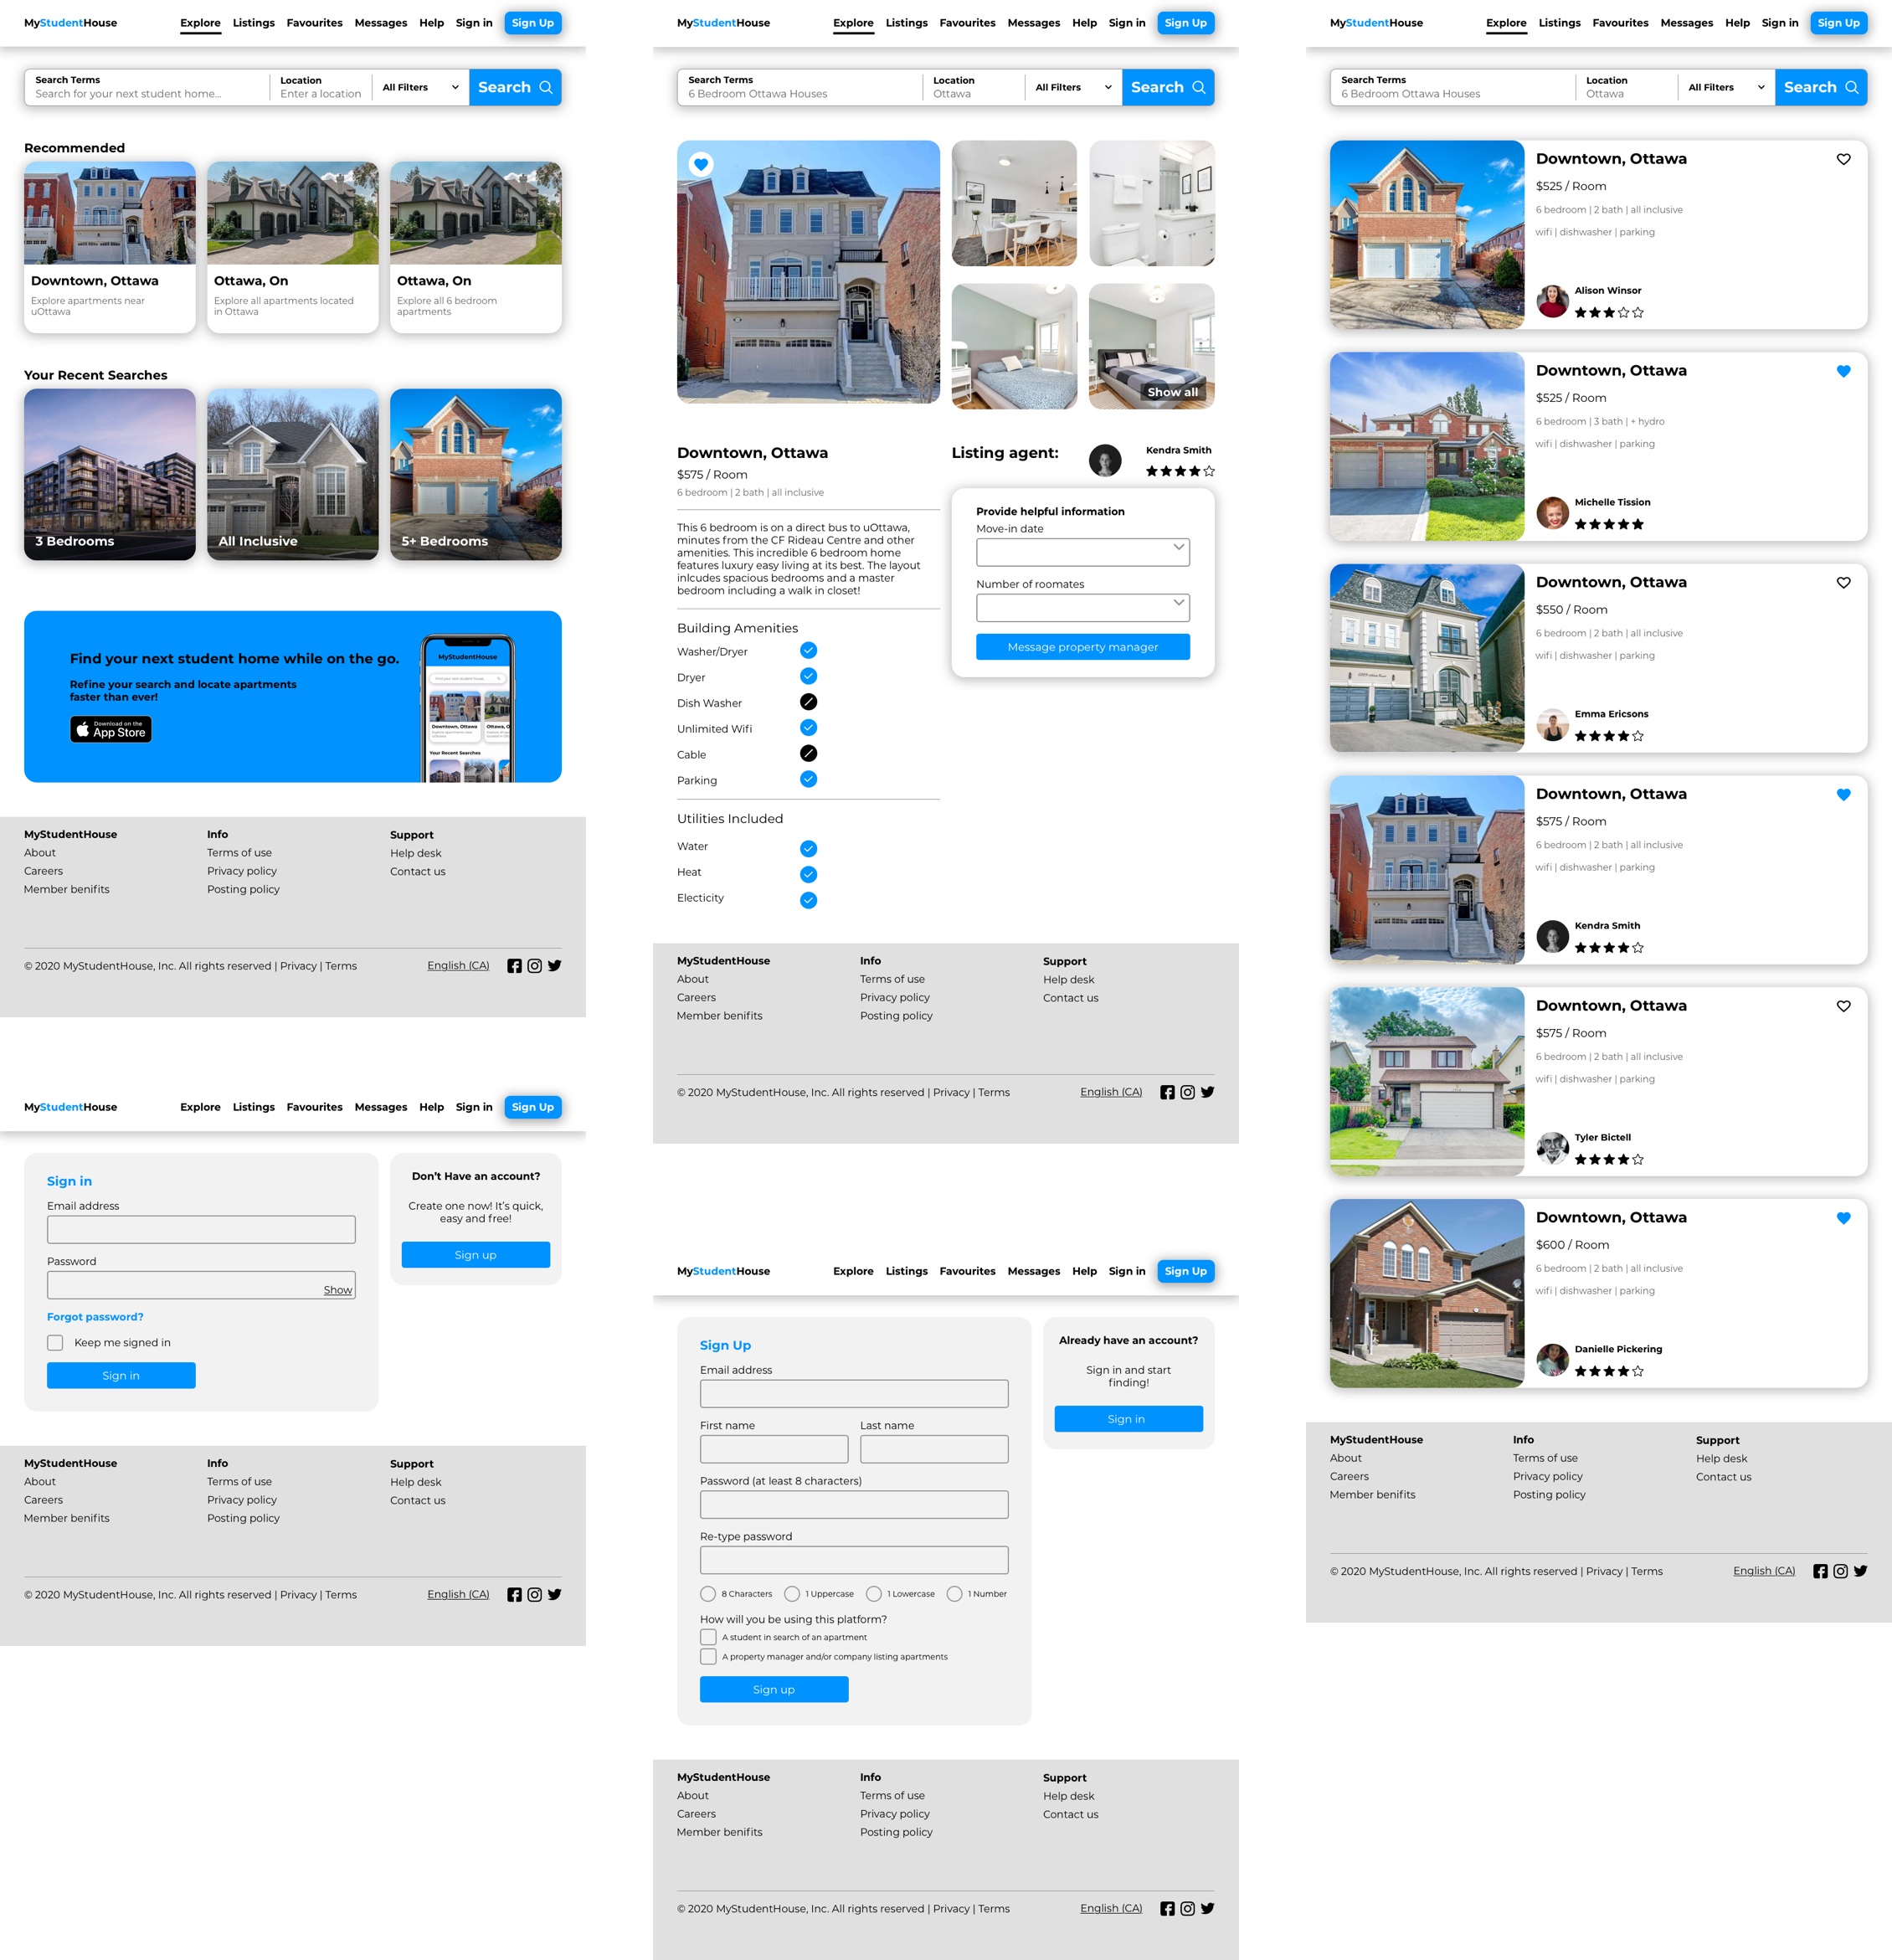 MyStudentHouse
Explore Listings Favourites Messages Help Sign in Sign Up
Search Terms
Search for your next student home...
Location
Enter a location
All Filters
Search
Recommended
Downtown, Ottawa
Explore apartments near
uOttawa
Ottawa, On
Explore all apartments located
in Ottawa
Ottawa, On
Explore all 6 bedroom
apartments
Your Recent Searches
3 Bedrooms
All Inclusive
5+ Bedrooms
Find your next student home while on the go.
Refine your search and locate apartments
faster than ever!
Download on the
App Store
MyStudentHouse
Find your next student house...
Downtown, Ottawa
Explore apartments near
uOttawa
Your Recent Searches
MyStudentHouse
About
Careers
Member benifits
Info
Terms of use
Privacy policy
Posting policy
Support
Help desk
Contact us
© 2020 MyStudentHouse, Inc. All rights reserved | Privacy | Terms
English (CA)
MyStudentHouse
Explore Listings Favourites Messages Help Sign in Sign Up
Sign in
Email address
Password
Show
Forgot password?
Keep me signed in
Sign in
Don't Have an account?
Create one now! It's quick,
easy and free!
Sign up
MyStudentHouse
About
Careers
Member benifits
Info
Terms of use
Privacy policy
Posting policy
Support
Help desk
Contact us
© 2020 MyStudentHouse, Inc. All rights reserved | Privacy | Terms
English (CA)
MyStudentHouse
Explore Listings Favourites Messages Help Sign in Sign Up
Search Terms
6 Bedroom Ottawa Houses
Location
Ottawa
All Filters
Search
Show all
Downtown, Ottawa
$575 / Room
6 bedroom | 2 bath | all inclusive
This 6 bedroom is on a direct bus to uOttawa,
minutes from the CF Rideau Centre and other
amenities. This incredible 6 bedroom home
features luxury easy living at its best. The layout
inlcudes spacious bedrooms and a master
bedroom including a walk in closet!
Building Amenities
Washer/Dryer
Dryer
Dish Washer
Unlimited Wifi
Cable
Parking
Utilities Included
Water
Heat
Electicity
Listing agent:
Kendra Smith
Provide helpful information
Move-in date
Number of roomates
Message property manager
MyStudentHouse
About
Careers
Member benifits
Info
Terms of use
Privacy policy
Posting policy
Support
Help desk
Contact us
© 2020 MyStudentHouse, Inc. All rights reserved | Privacy | Terms
English (CA)
MyStudentHouse
Explore Listings Favourites Messages Help Sign in Sign Up
Sign Up
Email address
First name
Last name
Password (at least 8 characters)
Re-type password
8 Characters
1 Uppercase
1 Lowercase
1 Number
How will you be using this platform?
A student in search of an apartment
A property manager and/or company listing apartments
Sign up
Already have an account?
Sign in and start
finding!
Sign in
MyStudentHouse
About
Careers
Member benifits
Info
Terms of use
Privacy policy
Posting policy
Support
Help desk
Contact us
© 2020 MyStudentHouse, Inc. All rights reserved | Privacy | Terms
English (CA)
MyStudentHouse
Explore Listings Favourites Messages Help Sign in Sign Up
Search Terms
6 Bedroom Ottawa Houses
Location
Ottawa
All Filters
Search
Downtown, Ottawa
$525 / Room
6 bedroom | 2 bath | all inclusive
wifi | dishwasher | parking
Alison Winsor
Downtown, Ottawa
$525 / Room
6 bedroom | 3 bath | + hydro
wifi | dishwasher | parking
Michelle Tission
Downtown, Ottawa
$550 / Room
6 bedroom | 2 bath | all inclusive
wifi | dishwasher | parking
Emma Ericsons
Downtown, Ottawa
$575 / Room
6 bedroom | 2 bath | all inclusive
wifi | dishwasher | parking
Kendra Smith
Downtown, Ottawa
$575 / Room
6 bedroom | 2 bath | all inclusive
wifi | dishwasher | parking
Tyler Bictell
Downtown, Ottawa
$600 / Room
6 bedroom | 2 bath | all inclusive
wifi | dishwasher | parking
Danielle Pickering
MyStudentHouse
About
Careers
Member benifits
Info
Terms of use
Privacy policy
Posting policy
Support
Help desk
Contact us
© 2020 MyStudentHouse, Inc. All rights reserved | Privacy | Terms
English (CA)